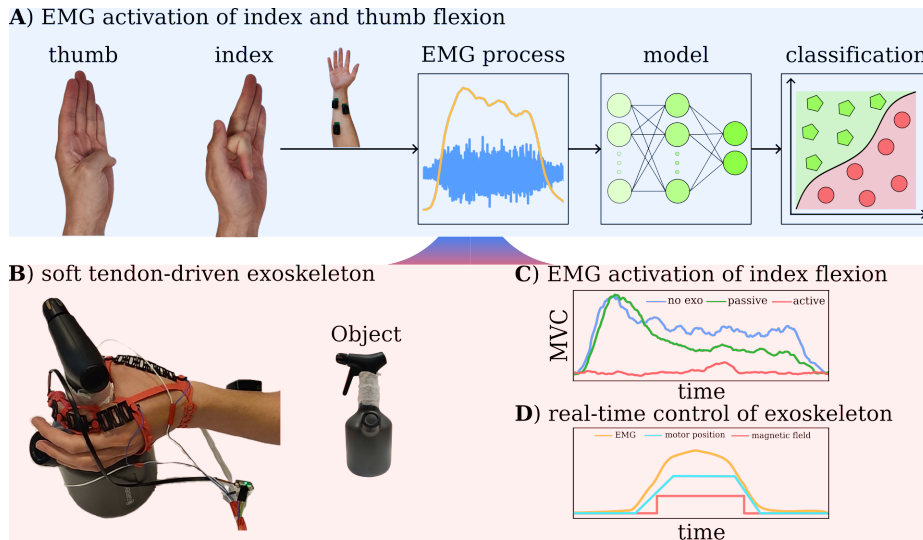 A) EMG activation of index and thumb flexion
thumb
index
EMG process
model
classification
B) soft tendon-driven exoskeleton
Object
C) EMG activation of index flexion
no exo passive active
MVC
time
D) real-time control of exoskeleton
EMG motor position magnetic field
time